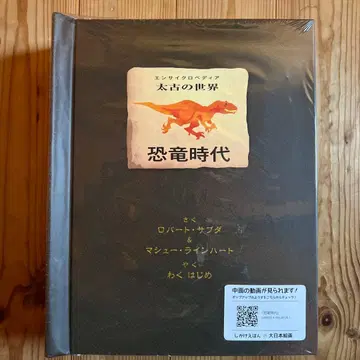 エンサイクロペディア
太古の世界
恐竜時代
さく
ロバート・サブダ
&
マシュー・ラインハート
やく
わく はじめ
中面の動画が見られます!
しかけえほん
大日本絵画